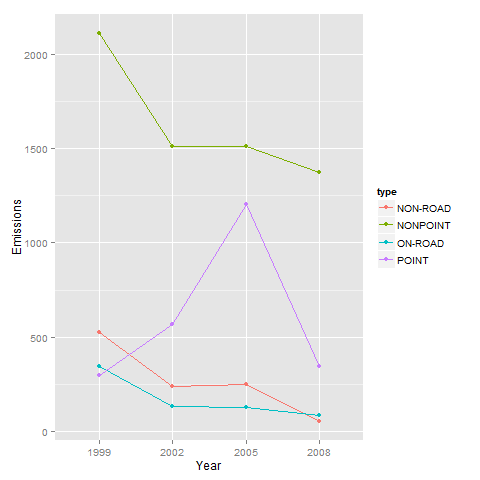 2000
1500
1000
500
0
Emissions
1999
2002
2005
2008
Year
type
NON-ROAD
NONPOINT
ON-ROAD
POINT